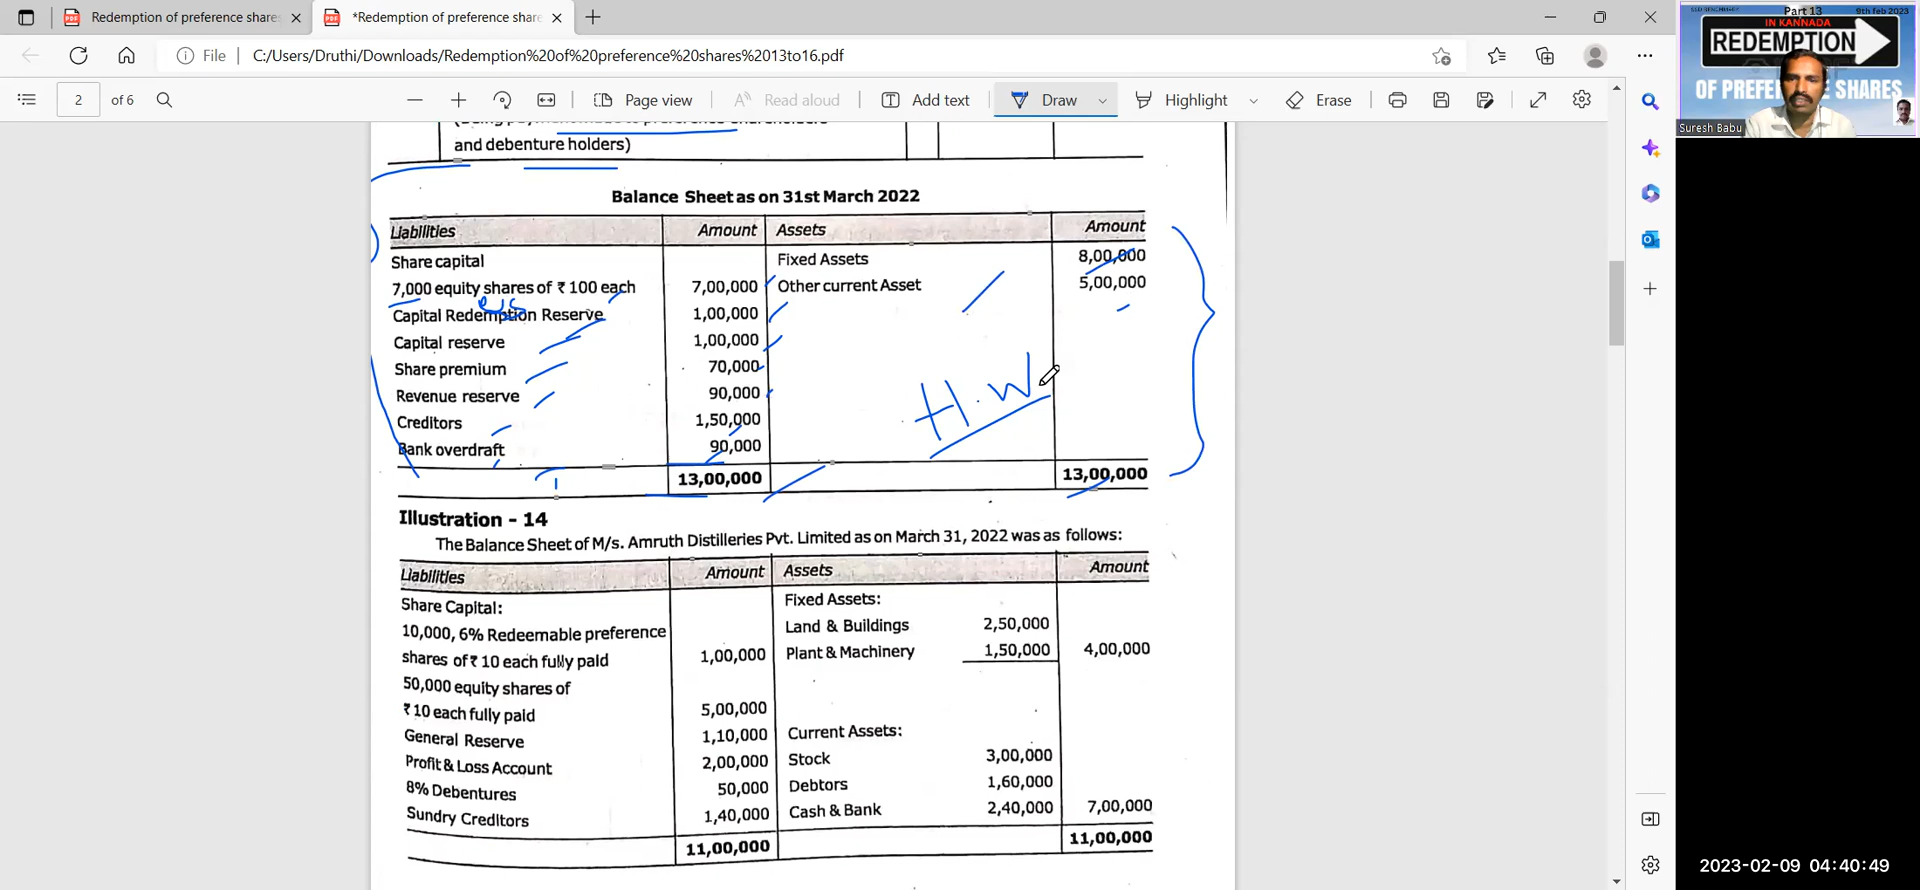 Redemption of preference share
*Redemption of preference share
File C:/Users/Druthi/Downloads/Redemption%20of%20preference%20shares%2013to16.pdf
2 of 6 Page view Read aloud Add text Draw Highlight Erase
and debenture holders)
Balance Sheet as on 31st March 2022
Liabilities Amount Assets Amount
Share capital Fixed Assets 8,00,000
7,000 equity shares of ₹ 100 each 7,00,000 Other current Asset 5,00,000
Capital Redemption Reserve 1,00,000
Capital reserve 1,00,000
Share premium 70,000
Revenue reserve 90,000
H.W
Creditors 1,50,000
Bank overdraft 90,000
13,00,000 13,00,000
Illustration - 14
The Balance Sheet of M/s. Amruth Distilleries Pvt. Limited as on March 31, 2022 was as follows:
Liabilities Amount Assets Amount
Share Capital: Fixed Assets:
10,000, 6% Redeemable preference Land & Buildings 2,50,000
shares of ₹ 10 each fully paid 1,00,000 Plant & Machinery 1,50,000 4,00,000
50,000 equity shares of
₹ 10 each fully paid 5,00,000
General Reserve 1,10,000 Current Assets:
Profit & Loss Account 2,00,000 Stock 3,00,000
8% Debentures 50,000 Debtors 1,60,000
Sundry Creditors 1,40,000 Cash & Bank 2,40,000 7,00,000
11,00,000 11,00,000
Part 13 9th feb 2023
IN KANNADA
REDEMPTION
OF PREFE SHARES
Suresh Babu
2023-02-09 04:40:49